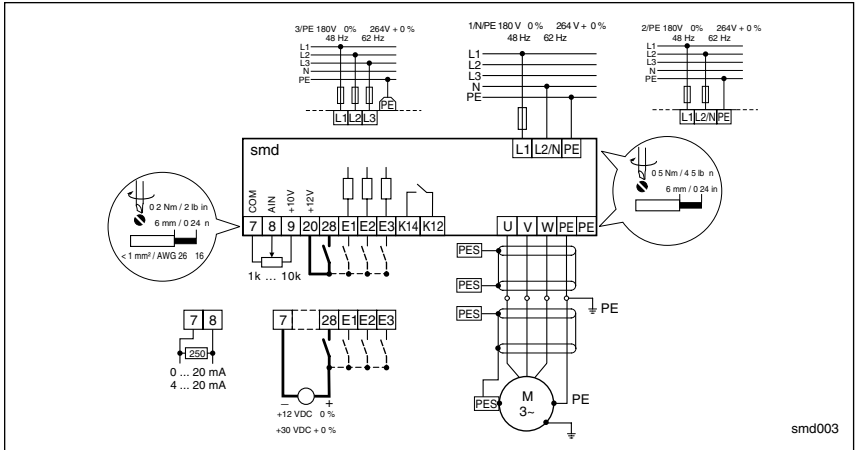 3/PE 180V 0% 264V + 0 %
48 Hz 62 Hz
L1
L2
L3
N
PE
PE
L1 L2 L3
1/N/PE 180 V 0 % 264 V + 0 %
48 Hz 62 Hz
L1
L2
L3
N
PE
2/PE 180 V 0 % 264 V + 0 %
48 Hz 62 Hz
L1
L2
L3
N
PE
L1 L2/N PE
smd
L1 L2/N PE
0 2 Nm / 2 lb in
6 mm / 0 24 n
< 1 mm² / AWG 26 16
0 5 Nm / 4 5 lb n
6 mm / 0 24 in
COM
AIN
+10V
+12V
7 8 9 20 28 E1 E2 E3 K14 K12
U V W PE PE
1k ... 10k
PES
PES
PES
PE
7 8
250
0 ... 20 mA
4 ... 20 mA
7 28 E1 E2 E3
– +
+12 VDC 0 %
+30 VDC + 0 %
PES
M
3~
PE
smd003